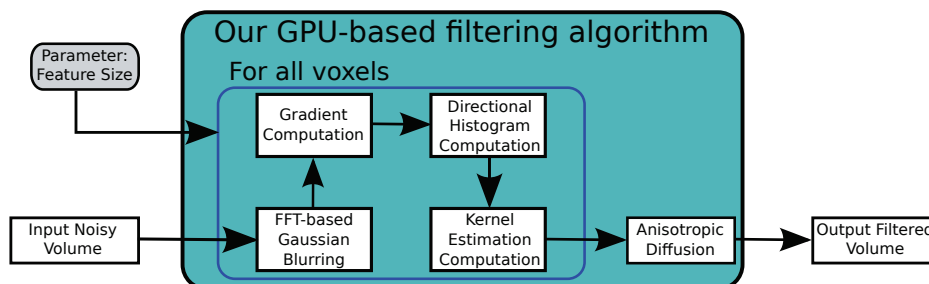 Our GPU-based filtering algorithm
Parameter:
Feature Size
For all voxels
Gradient
Computation
Directional
Histogram
Computation
Input Noisy
Volume
FFT-based
Gaussian
Blurring
Kernel
Estimation
Computation
Anisotropic
Diffusion
Output Filtered
Volume